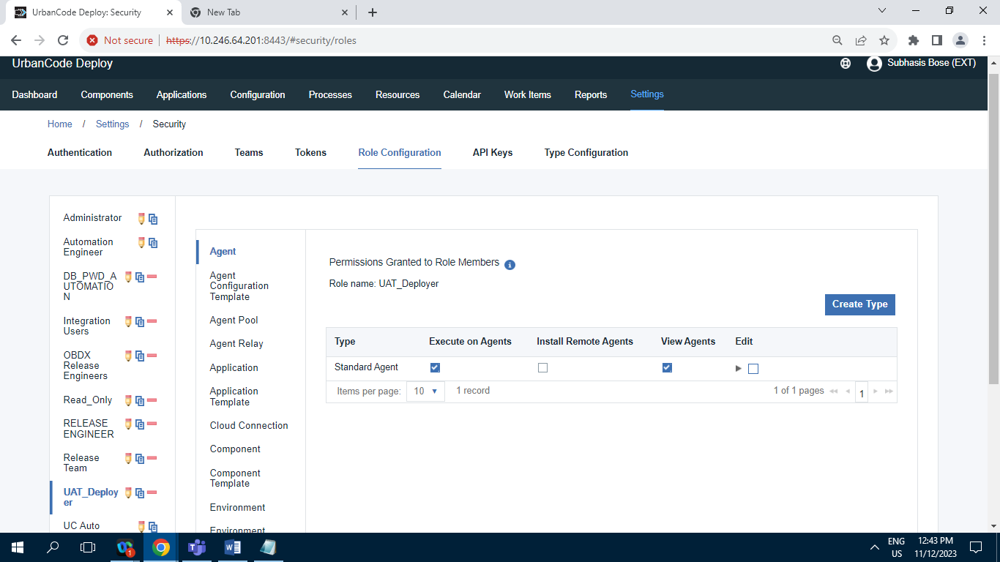 UrbanCode Deploy: Security
New Tab
Not secure
https://10.246.64.201:8443/#security/roles
UrbanCode Deploy
Subhasis Bose (EXT)
Dashboard
Components
Applications
Configuration
Processes
Resources
Calendar
Work Items
Reports
Settings
Home / Settings / Security
Authentication
Authorization
Teams
Tokens
Role Configuration
API Keys
Type Configuration
Administrator
Automation
Engineer
DB_PWD_A
UTOMATIO
N
Integration
Users
OBDX
Release
Engineers
Read_Only
RELEASE
ENGINEER
Release
Team
UAT_Deploy
er
UC Auto
Agent
Agent
Configuration
Template
Agent Pool
Agent Relay
Application
Application
Template
Cloud Connection
Component
Component
Template
Environment
Environment
Permissions Granted to Role Members
Role name: UAT_Deployer
Create Type
Type Execute on Agents Install Remote Agents View Agents Edit
Standard Agent
Items per page: 10 1 record 1 of 1 pages 1
1
ENG
US
12:43 PM
11/12/2023